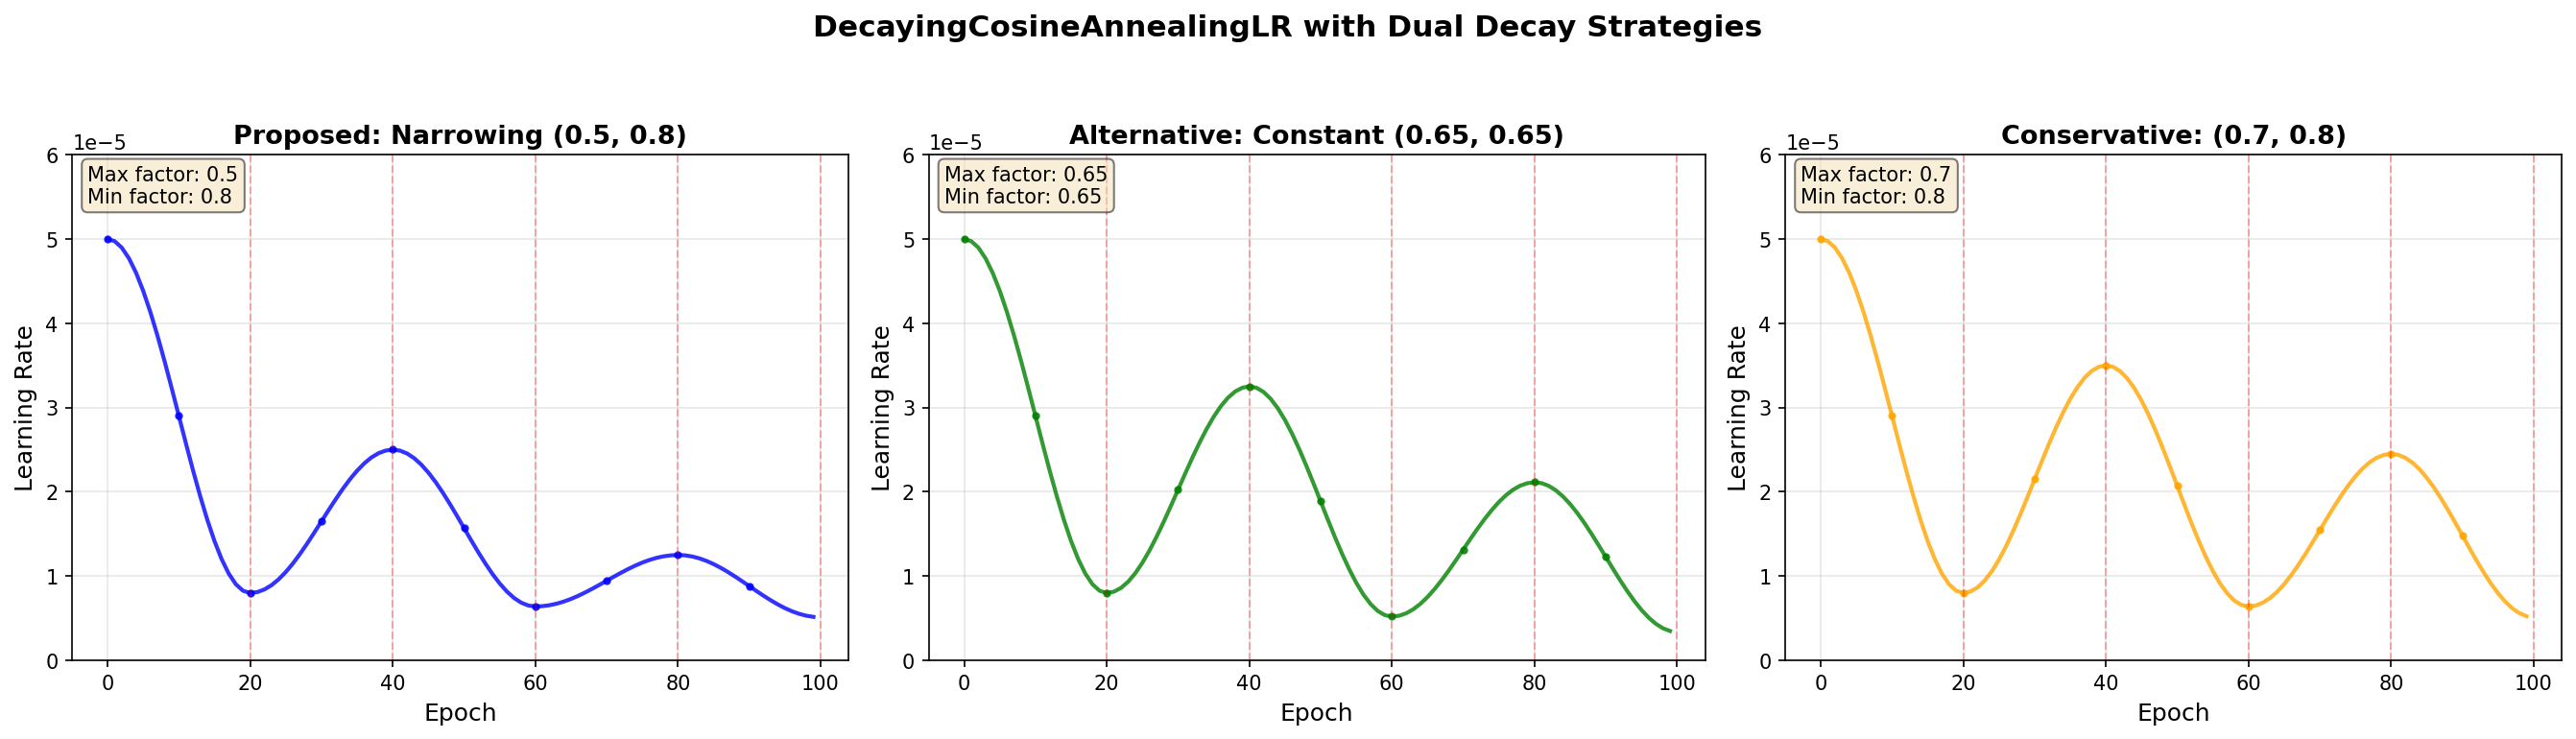 DecayingCosineAnnealingLR with Dual Decay Strategies
Proposed: Narrowing (0.5, 0.8)
1e−5
Max factor: 0.5
Min factor: 0.8
6
5
4
3
2
1
0
Learning Rate
0 20 40 60 80 100
Epoch
Alternative: Constant (0.65, 0.65)
1e−5
Max factor: 0.65
Min factor: 0.65
6
5
4
3
2
1
0
Learning Rate
0 20 40 60 80 100
Epoch
Conservative: (0.7, 0.8)
1e−5
Max factor: 0.7
Min factor: 0.8
6
5
4
3
2
1
0
Learning Rate
0 20 40 60 80 100
Epoch